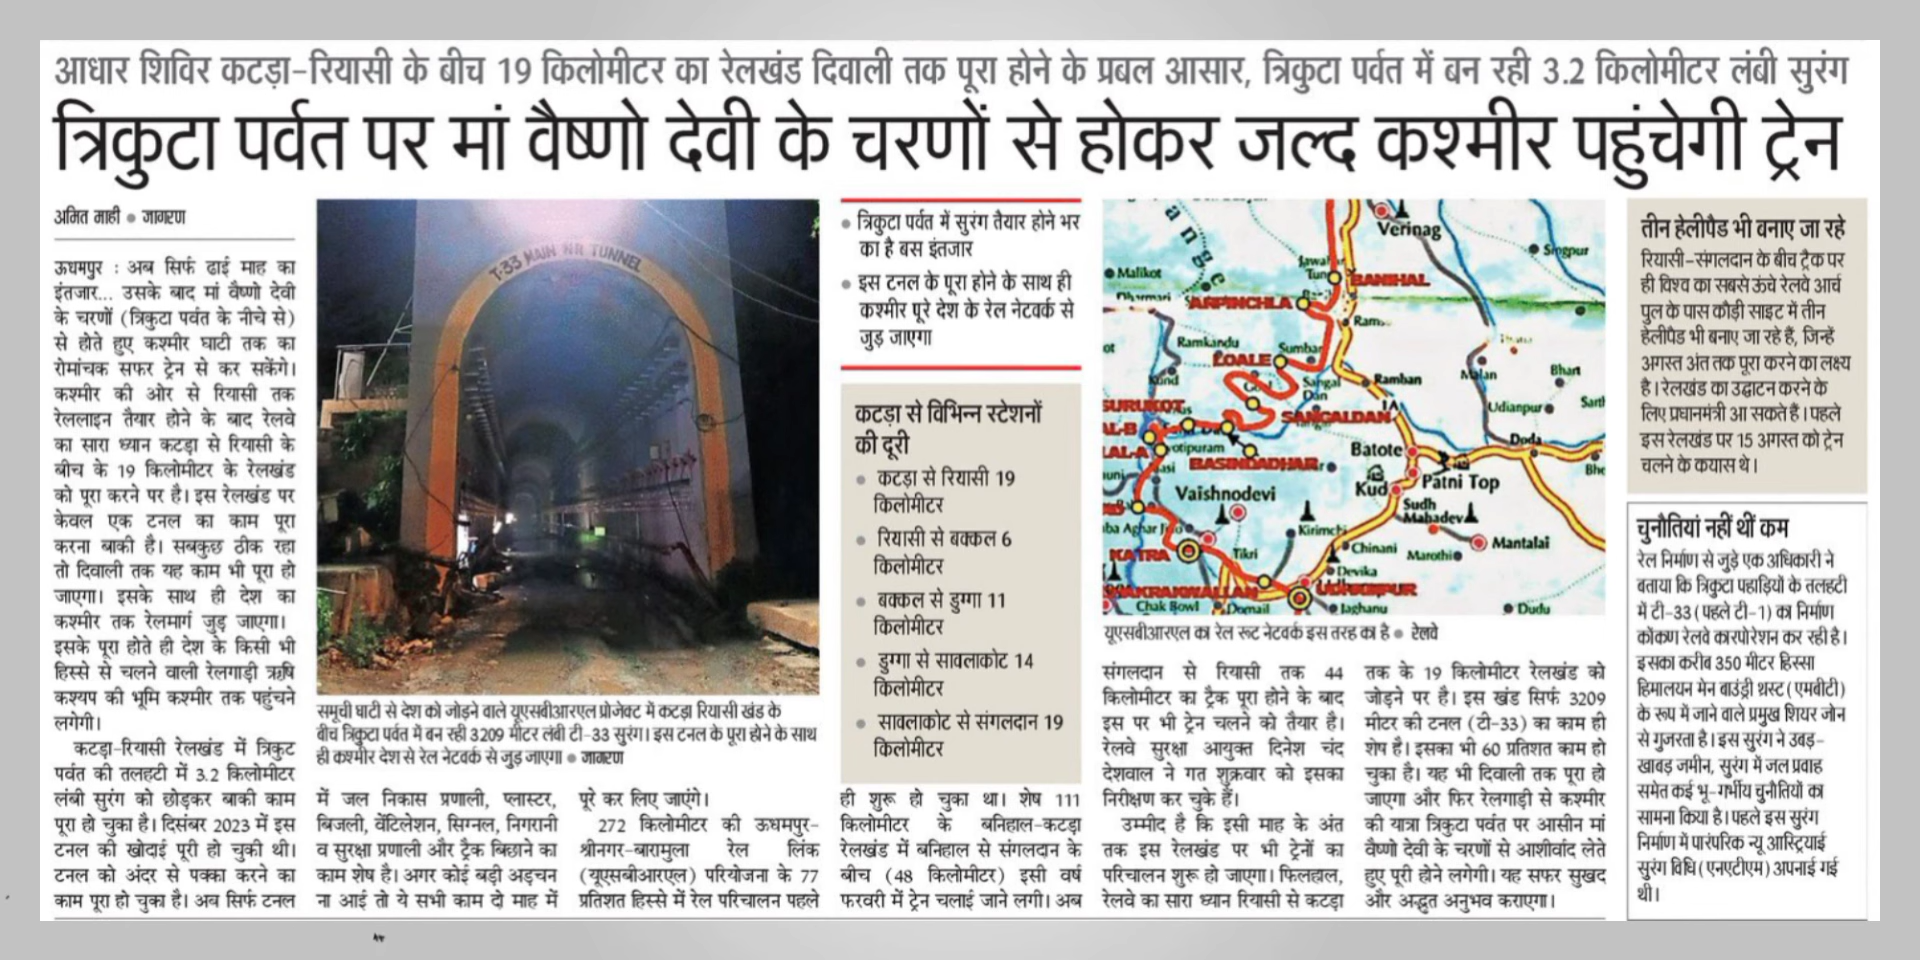 आधार शिविर कटड़ा-रियासी के बीच 19 किलोमीटर का रेलखंड दिवाली तक पूरा होने के प्रबल आसार, त्रिकुटा पर्वत में बन रही 3.2 किलोमीटर लंबी सुरंग
त्रिकुटा पर्वत पर मां वैष्णो देवी के चरणों से होकर जल्द कश्मीर पहुंचेगी ट्रेन
अमित माही ● जागरण
ऊधमपुर : अब सिर्फ ढाई माह का
इंतजार... उसके बाद मां वैष्णो देवी
के चरणों (त्रिकुटा पर्वत के नीचे से)
से होते हुए कश्मीर घाटी तक का
रोमांचक सफर ट्रेन से कर सकेंगे।
कश्मीर की ओर से रियासी तक
रेललाइन तैयार होने के बाद रेलवे
का सारा ध्यान कटड़ा से रियासी के
बीच के 19 किलोमीटर के रेलखंड
को पूरा करने पर है। इस रेलखंड पर
केवल एक टनल का काम पूरा
करना बाकी है। सबकुछ ठीक रहा
तो दिवाली तक यह काम भी पूरा हो
जाएगा। इसके साथ ही देश का
कश्मीर तक रेलमार्ग जुड़ जाएगा।
इसके पूरा होते ही देश के किसी भी
हिस्से से चलने वाली रेलगाड़ी ऋषि
कश्यप की भूमि कश्मीर तक पहुंचने
लगेगी।
कटड़ा-रियासी रेलखंड में त्रिकुट
पर्वत की तलहटी में 3.2 किलोमीटर
लंबी सुरंग को छोड़कर बाकी काम
पूरा हो चुका है। दिसंबर 2023 में इस
टनल की खोदाई पूरी हो चुकी थी।
टनल को अंदर से पक्का करने का
काम पूरा हो चुका है। अब सिर्फ टनल
T-33 MAIN NR TUNNEL
समूची घाटी से देश को जोड़ने वाले यूएसबीआरएल प्रोजेक्ट में कटड़ा रियासी खंड के
बीच त्रिकुटा पर्वत में बन रही 3209 मीटर लंबी टी-33 सुरंग। इस टनल के पूरा होने के साथ
ही कश्मीर देश से रेल नेटवर्क से जुड़ जाएगा ● जागरण
में जल निकास प्रणाली, प्लास्टर,
बिजली, वेंटिलेशन, सिग्नल, निगरानी
व सुरक्षा प्रणाली और ट्रैक बिछाने का
काम शेष है। अगर कोई बड़ी अड़चन
ना आई तो ये सभी काम दो माह में
पूरे कर लिए जाएंगे।
272 किलोमीटर की ऊधमपुर-
श्रीनगर-बारामुला रेल लिंक
(यूएसबीआरएल) परियोजना के 77
प्रतिशत हिस्से में रेल परिचालन पहले
● त्रिकुटा पर्वत में सुरंग तैयार होने भर
का है बस इंतजार
● इस टनल के पूरा होने के साथ ही
कश्मीर पूरे देश के रेल नेटवर्क से
जुड़ जाएगा
कटड़ा से विभिन्न स्टेशनों
की दूरी
● कटड़ा से रियासी 19
किलोमीटर
● रियासी से बक्कल 6
किलोमीटर
● बक्कल से डुग्गा 11
किलोमीटर
● डुग्गा से सावलाकोट 14
किलोमीटर
● सावलाकोट से संगलदान 19
किलोमीटर
ही शुरू हो चुका था। शेष 111
किलोमीटर के बनिहाल-कटड़ा
रेलखंड में बनिहाल से संगलदान के
बीच (48 किलोमीटर) इसी वर्ष
फरवरी में ट्रेन चलाई जाने लगी। अब
Verinag
Singpur
Malikot
BANIHAL
ARPINCHLA
Ramkandu
Sumbar
LOALE
Sangal
Dan
Ramban
Bhart
Udianpur
SURUKOT
SANGALDAN
Doda
Batote
BASINDADHAR
Patni Top
Kud
Vaishnodevi
Sudh
Mahadev
Kirimchi
Mantalai
Chinani
Marothi
KATRA
Tikri
Devika
UDHAMPUR
Chak Bowl
Domail
Jaghanu
Dudu
यूएसबीआरएल का रेल रूट नेटवर्क इस तरह का है ● रेलवे
संगलदान से रियासी तक 44
किलोमीटर का ट्रैक पूरा होने के बाद
इस पर भी ट्रेन चलने को तैयार है।
रेलवे सुरक्षा आयुक्त दिनेश चंद
देशवाल ने गत शुक्रवार को इसका
निरीक्षण कर चुके हैं।
उम्मीद है कि इसी माह के अंत
तक इस रेलखंड पर भी ट्रेनों का
परिचालन शुरू हो जाएगा। फिलहाल,
रेलवे का सारा ध्यान रियासी से कटड़ा
तक के 19 किलोमीटर रेलखंड को
जोड़ने पर है। इस खंड सिर्फ 3209
मीटर की टनल (टी-33) का काम ही
शेष है। इसका भी 60 प्रतिशत काम हो
चुका है। यह भी दिवाली तक पूरा हो
जाएगा और फिर रेलगाड़ी से कश्मीर
की यात्रा त्रिकुटा पर्वत पर आसीन मां
वैष्णो देवी के चरणों से आशीर्वाद लेते
हुए पूरी होने लगेगी। यह सफर सुखद
और अद्भुत अनुभव कराएगा।
तीन हेलीपैड भी बनाए जा रहे
रियासी-संगलदान के बीच ट्रैक पर
ही विश्व का सबसे ऊंचे रेलवे आर्च
पुल के पास कौड़ी साइट में तीन
हेलीपैड भी बनाए जा रहे हैं, जिन्हें
अगस्त अंत तक पूरा करने का लक्ष्य
है। रेलखंड का उद्घाटन करने के
लिए प्रधानमंत्री आ सकते हैं। पहले
इस रेलखंड पर 15 अगस्त को ट्रेन
चलने के कयास थे।
चुनौतियां नहीं थीं कम
रेल निर्माण से जुड़े एक अधिकारी ने
बताया कि त्रिकुटा पहाड़ियों के तलहटी
में टी-33 (पहले टी-1) का निर्माण
कोंकण रेलवे कारपोरेशन कर रही है।
इसका करीब 350 मीटर हिस्सा
हिमालयन मेन बाउंड्री थ्रस्ट (एमबीटी)
के रूप में जाने वाले प्रमुख शियर जोन
से गुजरता है। इस सुरंग ने उबड़-
खाबड़ जमीन, सुरंग में जल प्रवाह
समेत कई भू-गर्भीय चुनौतियों का
सामना किया है। पहले इस सुरंग
निर्माण में पारंपरिक न्यू आस्ट्रियाई
सुरंग विधि (एनएटीएम) अपनाई गई
थी।